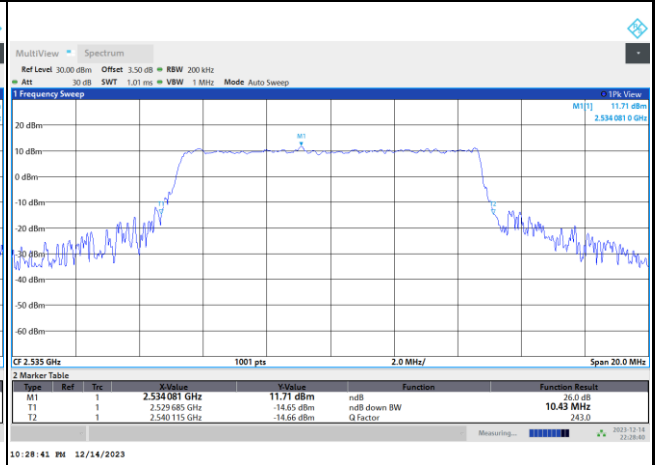 MultiView Spectrum
Ref Level 30.00 dBm Offset 3.50 dB RBW 200 kHz
Att 30 dB SWT 1.01 ms VBW 1 MHz Mode Auto Sweep
1 Frequency Sweep 1Pk View
M1[1] 11.71 dBm
2.534 081 0 GHz
20 dBm
M1
10 dBm
0 dBm
-10 dBm
T1 T2
-20 dBm
-30 dBm
-40 dBm
-50 dBm
-60 dBm
CF 2.535 GHz 1001 pts 2.0 MHz/ Span 20.0 MHz
2 Marker Table
Type Ref Trc X-Value Y-Value Function Function Result
M1 1 2.534 081 GHz 11.71 dBm ndB 26.0 dB
T1 1 2.529 685 GHz -14.65 dBm ndB down BW 10.43 MHz
T2 1 2.540 115 GHz -14.66 dBm Q Factor 243.0
Measuring... 2023-12-14
22:28:40
10:28:41 PM 12/14/2023